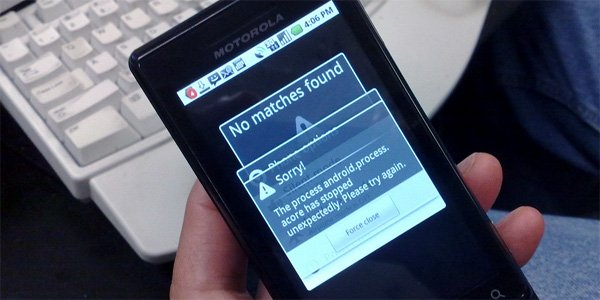 MOTOROLA
4:06 PM
No matches found
Sorry!
The process android.process.
acore has stopped
unexpectedly. Please try again.
Force close